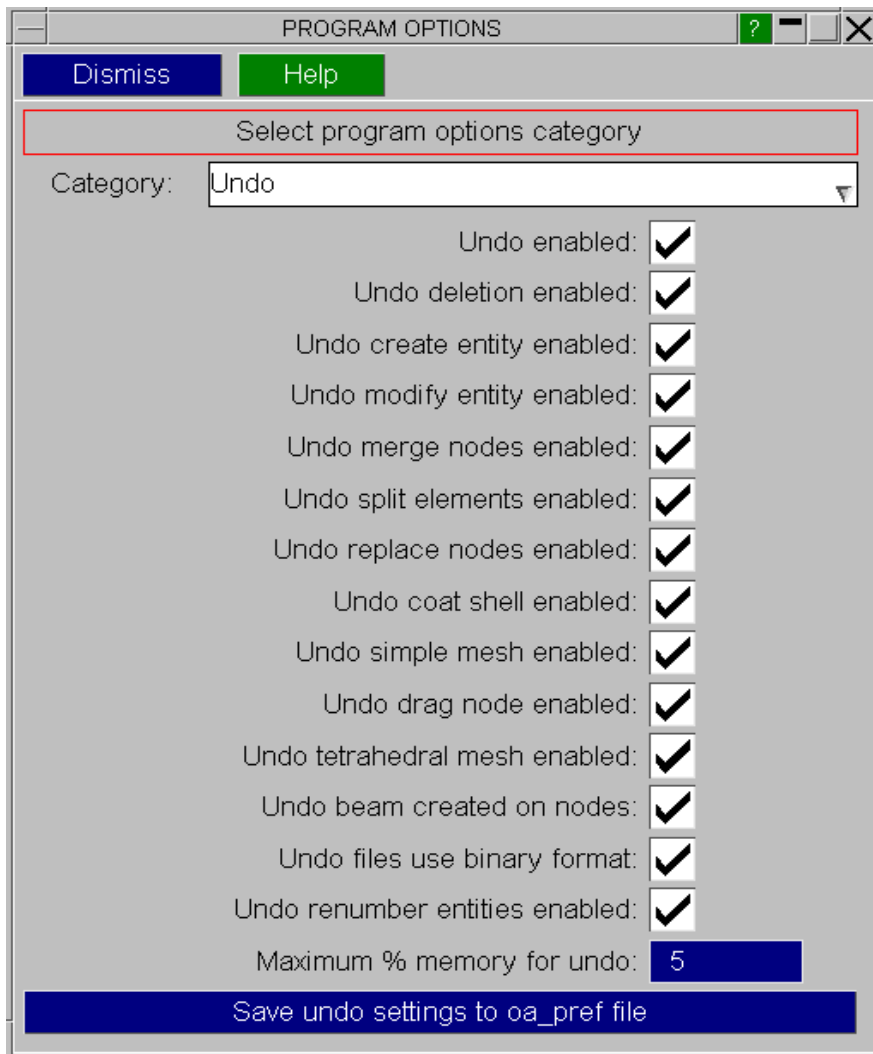 PROGRAM OPTIONS ?
Dismiss Help
Select program options category
Category: Undo
Undo enabled:
Undo deletion enabled:
Undo create entity enabled:
Undo modify entity enabled:
Undo merge nodes enabled:
Undo split elements enabled:
Undo replace nodes enabled:
Undo coat shell enabled:
Undo simple mesh enabled:
Undo drag node enabled:
Undo tetrahedral mesh enabled:
Undo beam created on nodes:
Undo files use binary format:
Undo renumber entities enabled:
Maximum % memory for undo: 5
Save undo settings to oa_pref file